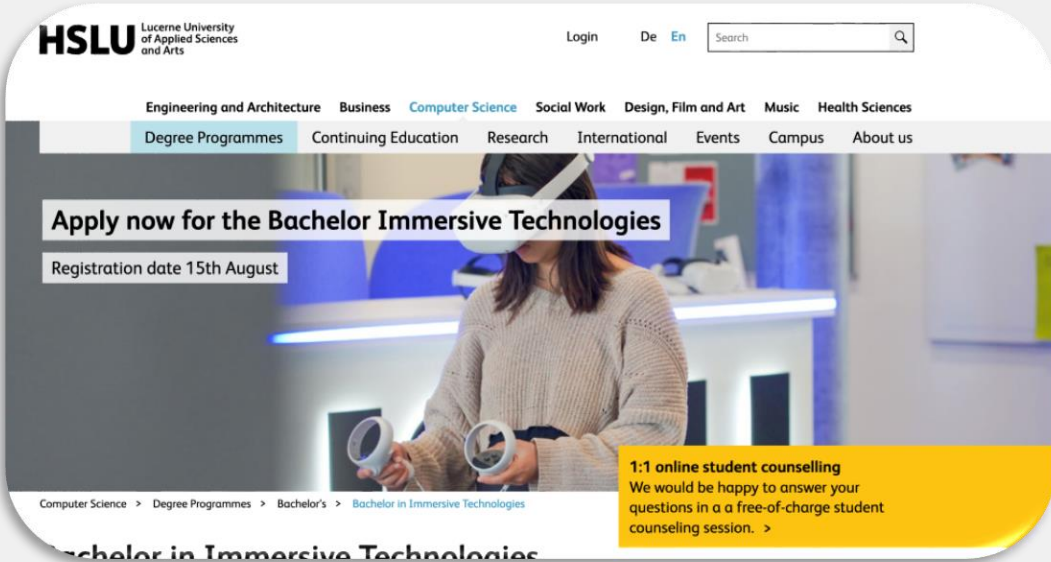 HSLU Lucerne University
of Applied Sciences
and Arts
Login De En Search
Engineering and Architecture Business Computer Science Social Work Design, Film and Art Music Health Sciences
Degree Programmes Continuing Education Research International Events Campus About us
Apply now for the Bachelor Immersive Technologies
Registration date 15th August
1:1 online student counselling
We would be happy to answer your
questions in a a free-of-charge student
counseling session. >
Computer Science > Degree Programmes > Bachelor's > Bachelor in Immersive Technologies
Bachelor in Immersive Technologies